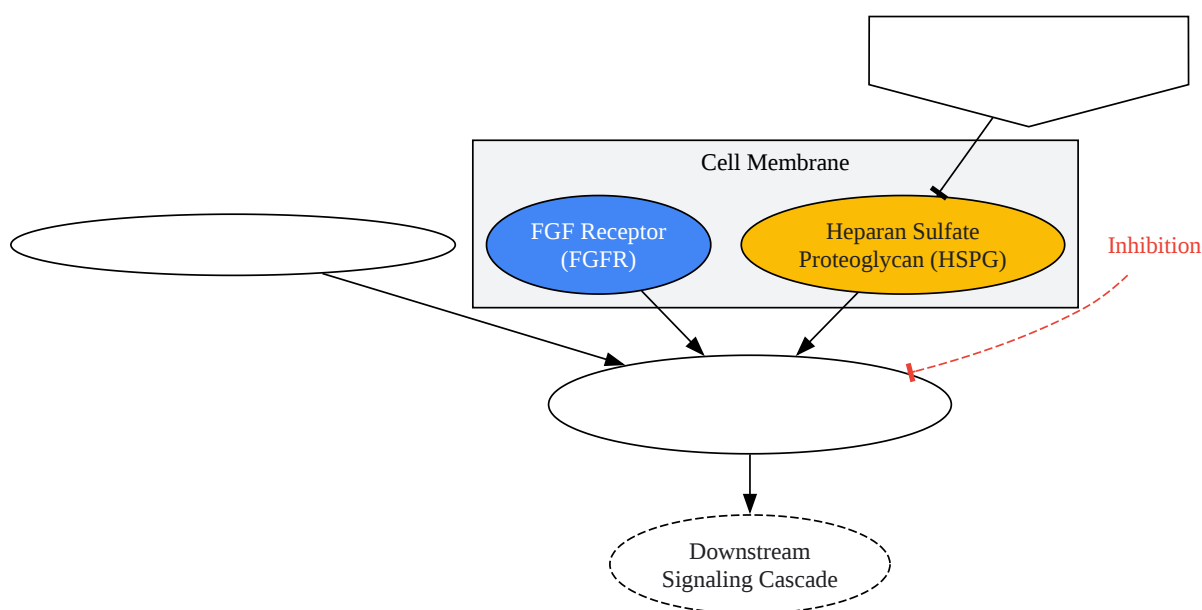 Cell Membrane
FGF Receptor
(FGFR)
Heparan Sulfate
Proteoglycan (HSPG)
Inhibition
Downstream
Signaling Cascade